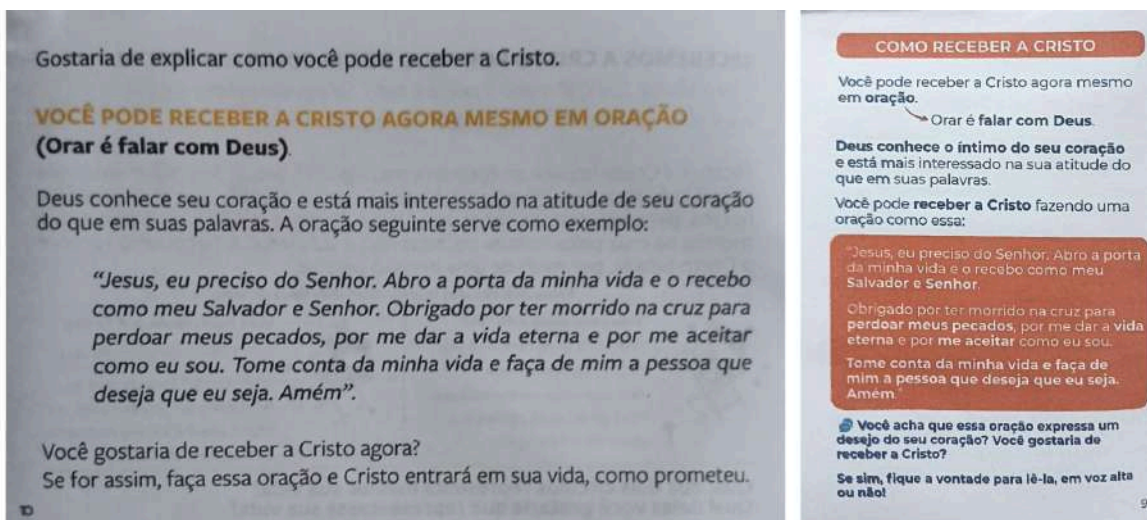 Gostaria de explicar como você pode receber a Cristo.
VOCÊ PODE RECEBER A CRISTO AGORA MESMO EM ORAÇÃO
(Orar é falar com Deus).
Deus conhece seu coração e está mais interessado na atitude de seu coração
do que em suas palavras. A oração seguinte serve como exemplo:
“Jesus, eu preciso do Senhor. Abro a porta da minha vida e o recebo
como meu Salvador e Senhor. Obrigado por ter morrido na cruz para
perdoar meus pecados, por me dar a vida eterna e por me aceitar
como eu sou. Tome conta da minha vida e faça de mim a pessoa que
deseja que eu seja. Amém”.
Você gostaria de receber a Cristo agora?
Se for assim, faça essa oração e Cristo entrará em sua vida, como prometeu.
10
COMO RECEBER A CRISTO
Você pode receber a Cristo agora mesmo
em oração.
Orar é falar com Deus.
Deus conhece o íntimo do seu coração
e está mais interessado na sua atitude do
que em suas palavras.
Você pode receber a Cristo fazendo uma
oração como essa:
"Jesus, eu preciso do Senhor. Abro a porta
da minha vida e o recebo como meu
Salvador e Senhor.
Obrigado por ter morrido na cruz para
perdoar meus pecados, por me dar a vida
eterna e por me aceitar como eu sou.
Tome conta da minha vida e faça de
mim a pessoa que deseja que eu seja.
Amém."
Você acha que essa oração expressa um
desejo do seu coração? Você gostaria de
receber a Cristo?
Se sim, fique a vontade para lê-la, em voz alta
ou não!